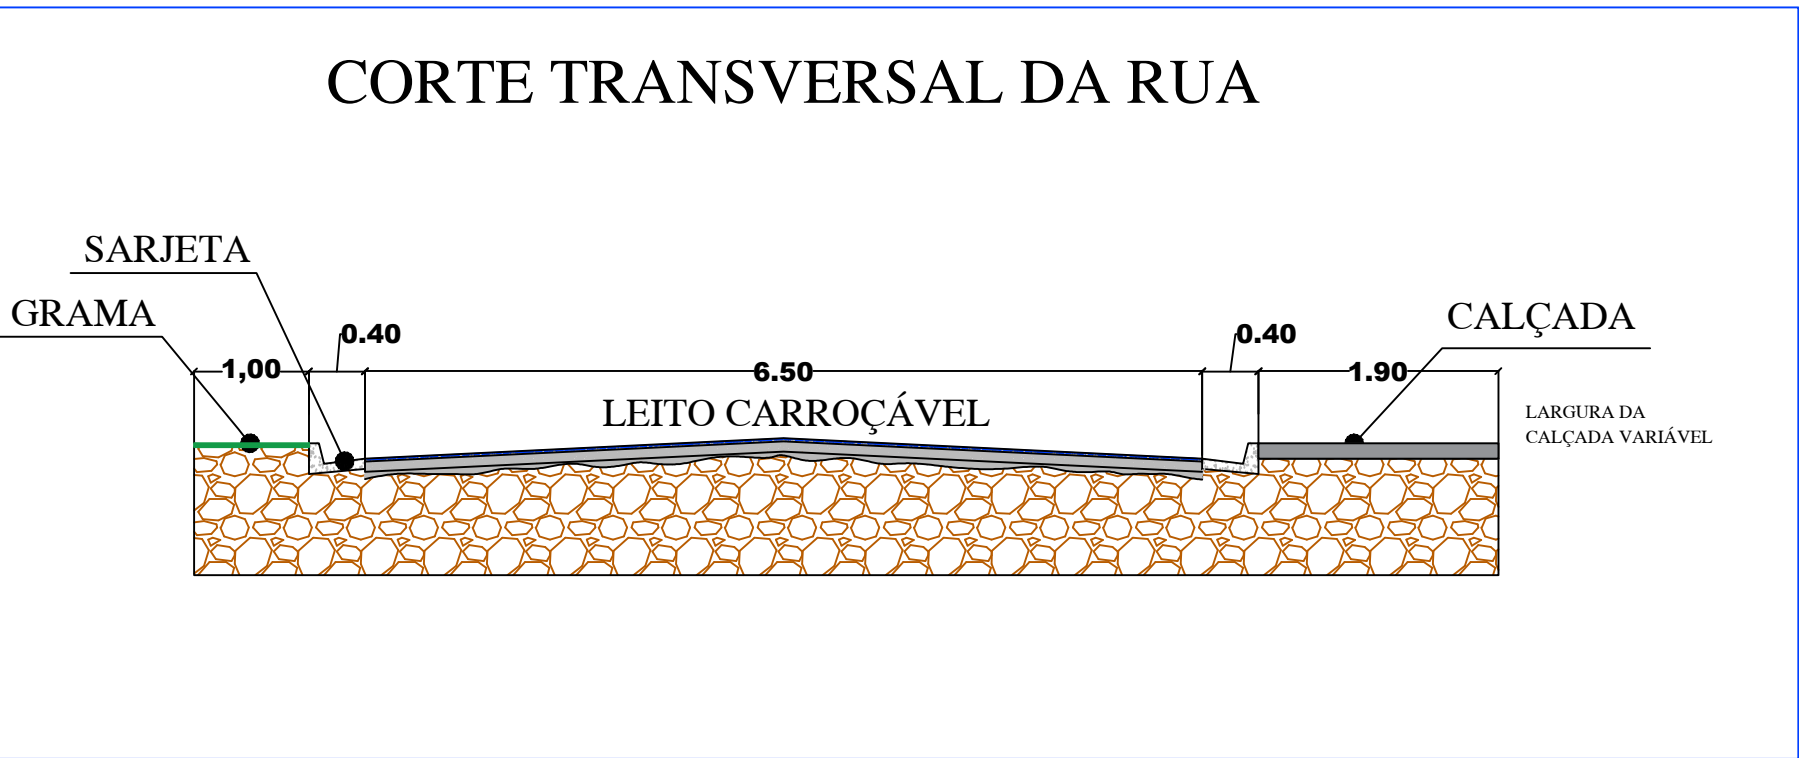 CORTE TRANSVERSAL DA RUA
SARJETA
GRAMA
CALÇADA
0.40
0.40
1,00
6.50
1.90
LEITO CARROÇÁVEL
LARGURA DA
CALÇADA VARIÁVEL